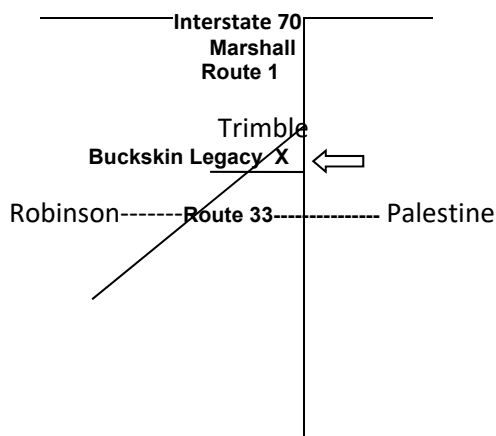 Interstate 70
Marshall
Route 1
Trimble
Buckskin Legacy X
Robinson-------Route 33--------------- Palestine